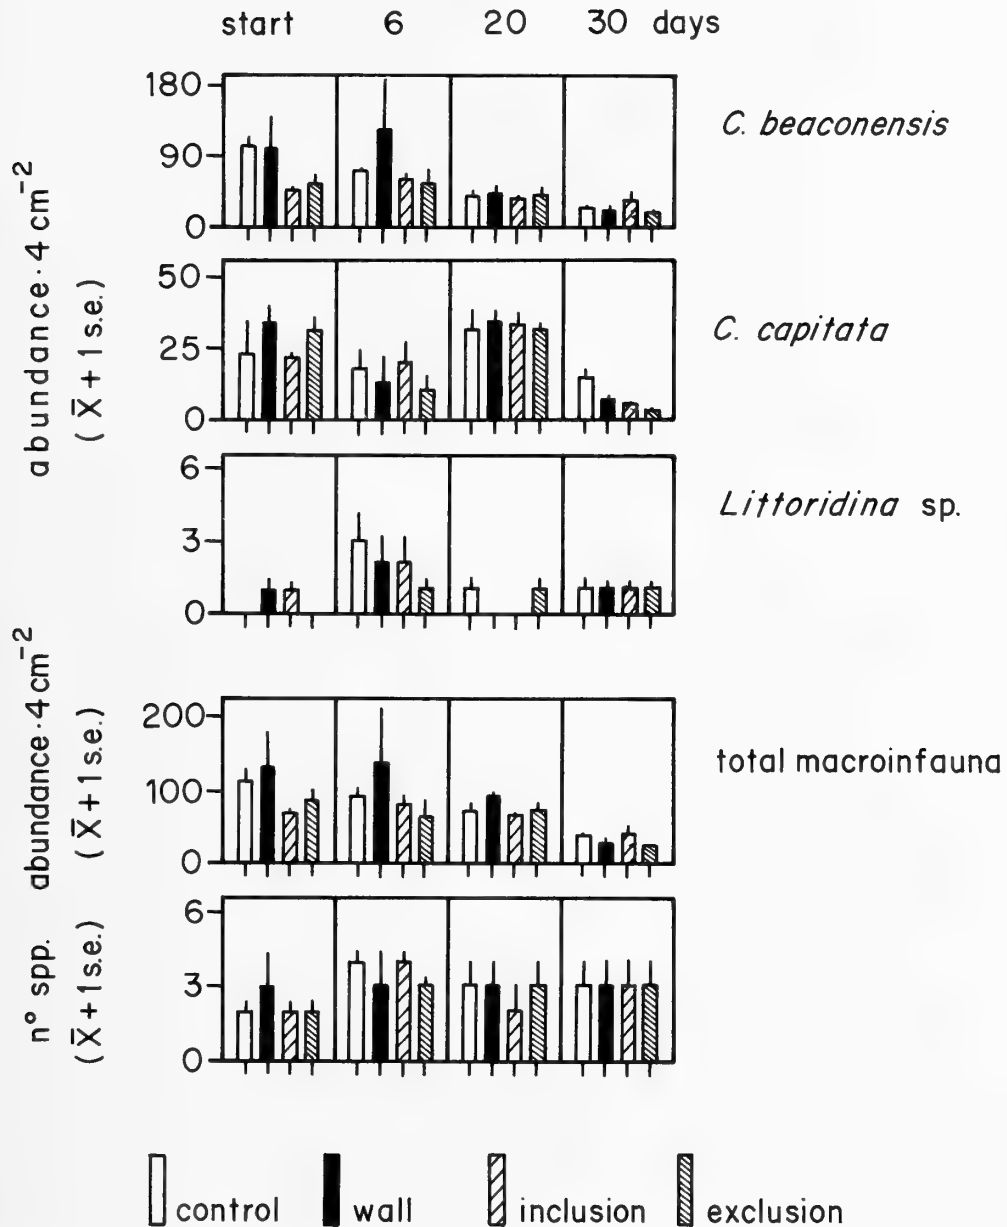 start 6 20 30 days
180
90
0
C. beaconensis
50
25
0
C. capitata
abundance·4 cm⁻²
(X̄ + 1 s.e.)
6
3
0
Littoridina sp.
200
100
0
total macroinfauna
abundance·4 cm⁻²
(X̄ + 1 s.e.)
6
3
0
n° spp.
(X̄ + 1 s.e.)
control wall inclusion exclusion